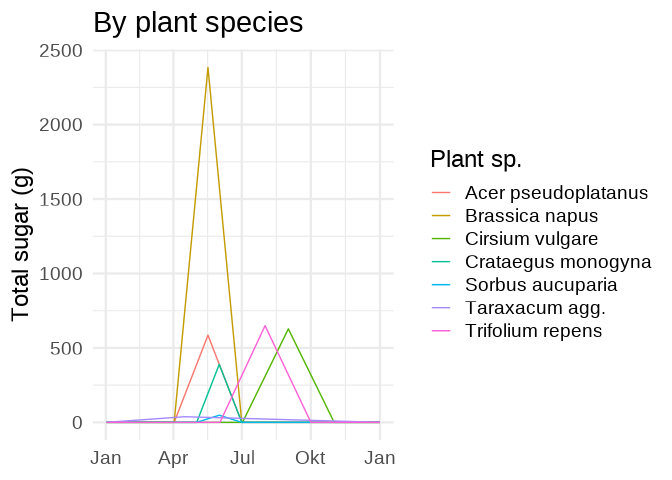 By plant species
Total sugar (g)
2500
2000
1500
1000
500
0
Jan Apr Jul Okt Jan
Plant sp.
Acer pseudoplatanus
Brassica napus
Cirsium vulgare
Crataegus monogyna
Sorbus aucuparia
Taraxacum agg.
Trifolium repens